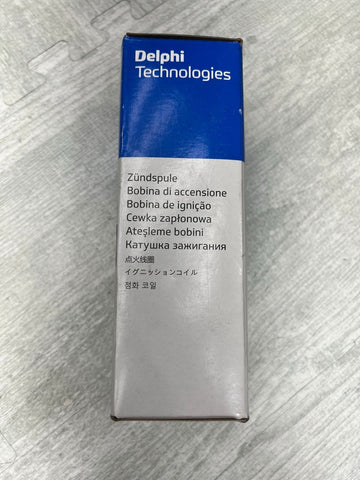 Delphi
Technologies
Zündspule
Bobina di accensione
Bobina de ignição
Cewka zapłonowa
Ateşleme bobini
Катушка зажигания
点火线圈
イグニッションコイル
점화 코일